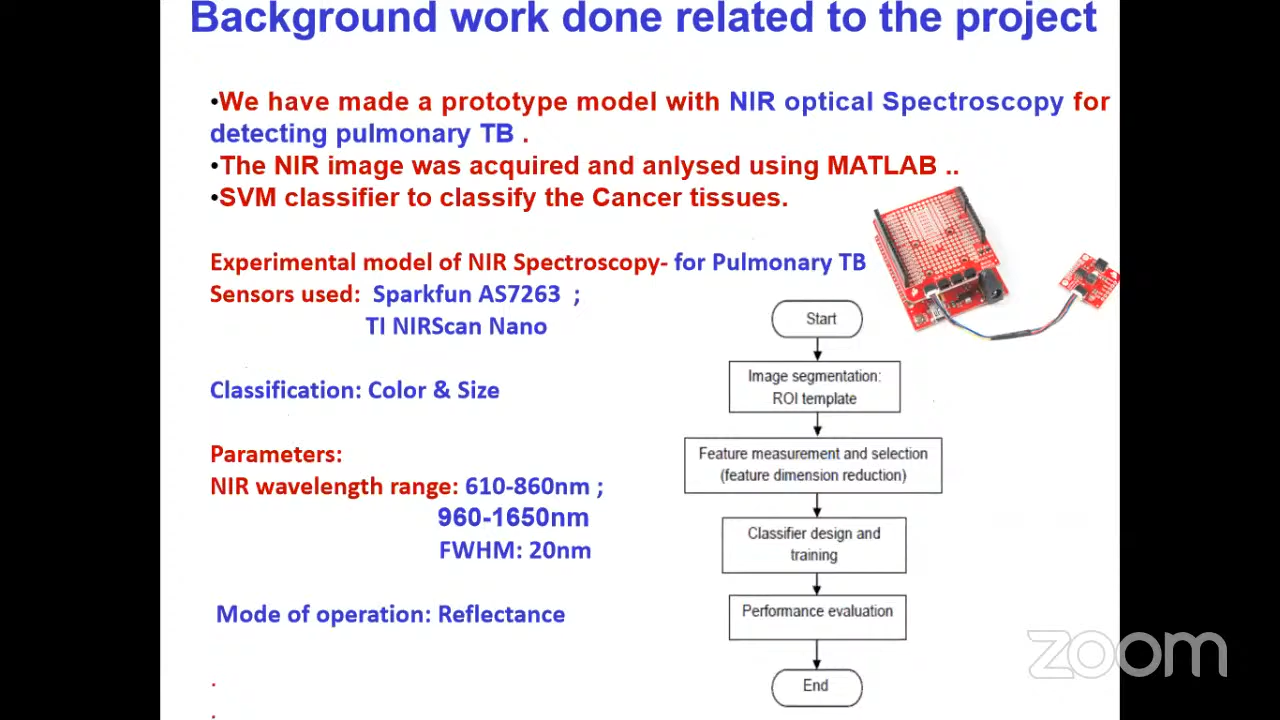 Background work done related to the project
•We have made a prototype model with NIR optical Spectroscopy for
detecting pulmonary TB .
•The NIR image was acquired and anlysed using MATLAB ..
•SVM classifier to classify the Cancer tissues.
Experimental model of NIR Spectroscopy- for Pulmonary TB
Sensors used: Sparkfun AS7263 ;
TI NIRScan Nano
Classification: Color & Size
Parameters:
NIR wavelength range: 610-860nm ;
960-1650nm
FWHM: 20nm
Mode of operation: Reflectance
.
.
Start
Image segmentation:
ROI template
Feature measurement and selection
(feature dimension reduction)
Classifier design and
training
Performance evaluation
End
zoom